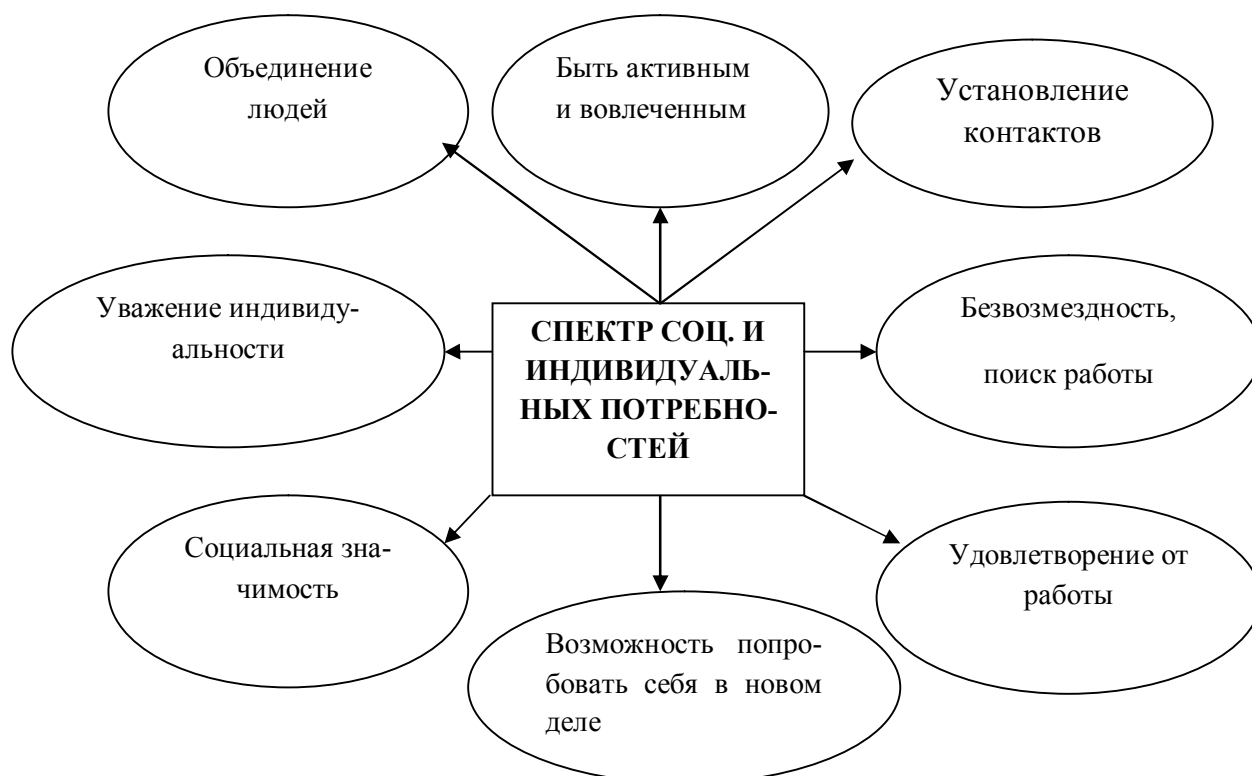 Объединение
людей
Быть активным
и вовлеченным
Установление
контактов
Уважение индивиду-
альности
СПЕКТР СОЦ. И
ИНДИВИДУАЛЬ-
НЫХ ПОТРЕБНО-
СТЕЙ
Безвозмездность,
поиск работы
Социальная зна-
чимость
Возможность попро-
бовать себя в новом
деле
Удовлетворение от
работы